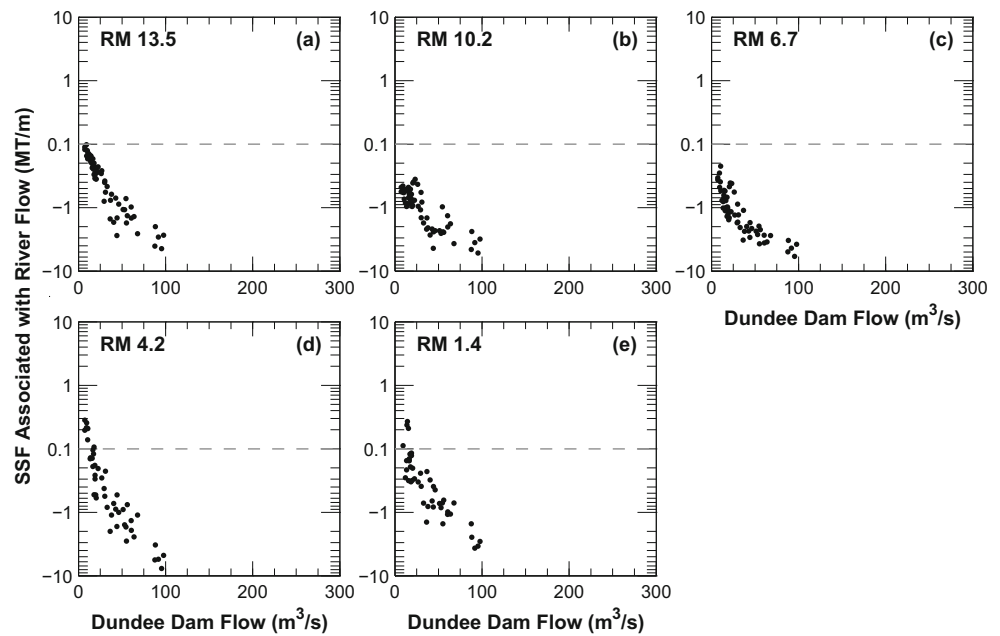 SSF Associated with River Flow (MT/m)
RM 13.5 (a)
10
1
0.1
−1
−10
0 100 200 300
RM 10.2 (b)
10
1
0.1
−1
−10
0 100 200 300
RM 6.7 (c)
10
1
0.1
−1
−10
0 100 200 300
Dundee Dam Flow (m³/s)
RM 4.2 (d)
10
1
0.1
−1
−10
0 100 200 300
Dundee Dam Flow (m³/s)
RM 1.4 (e)
10
1
0.1
−1
−10
0 100 200 300
Dundee Dam Flow (m³/s)